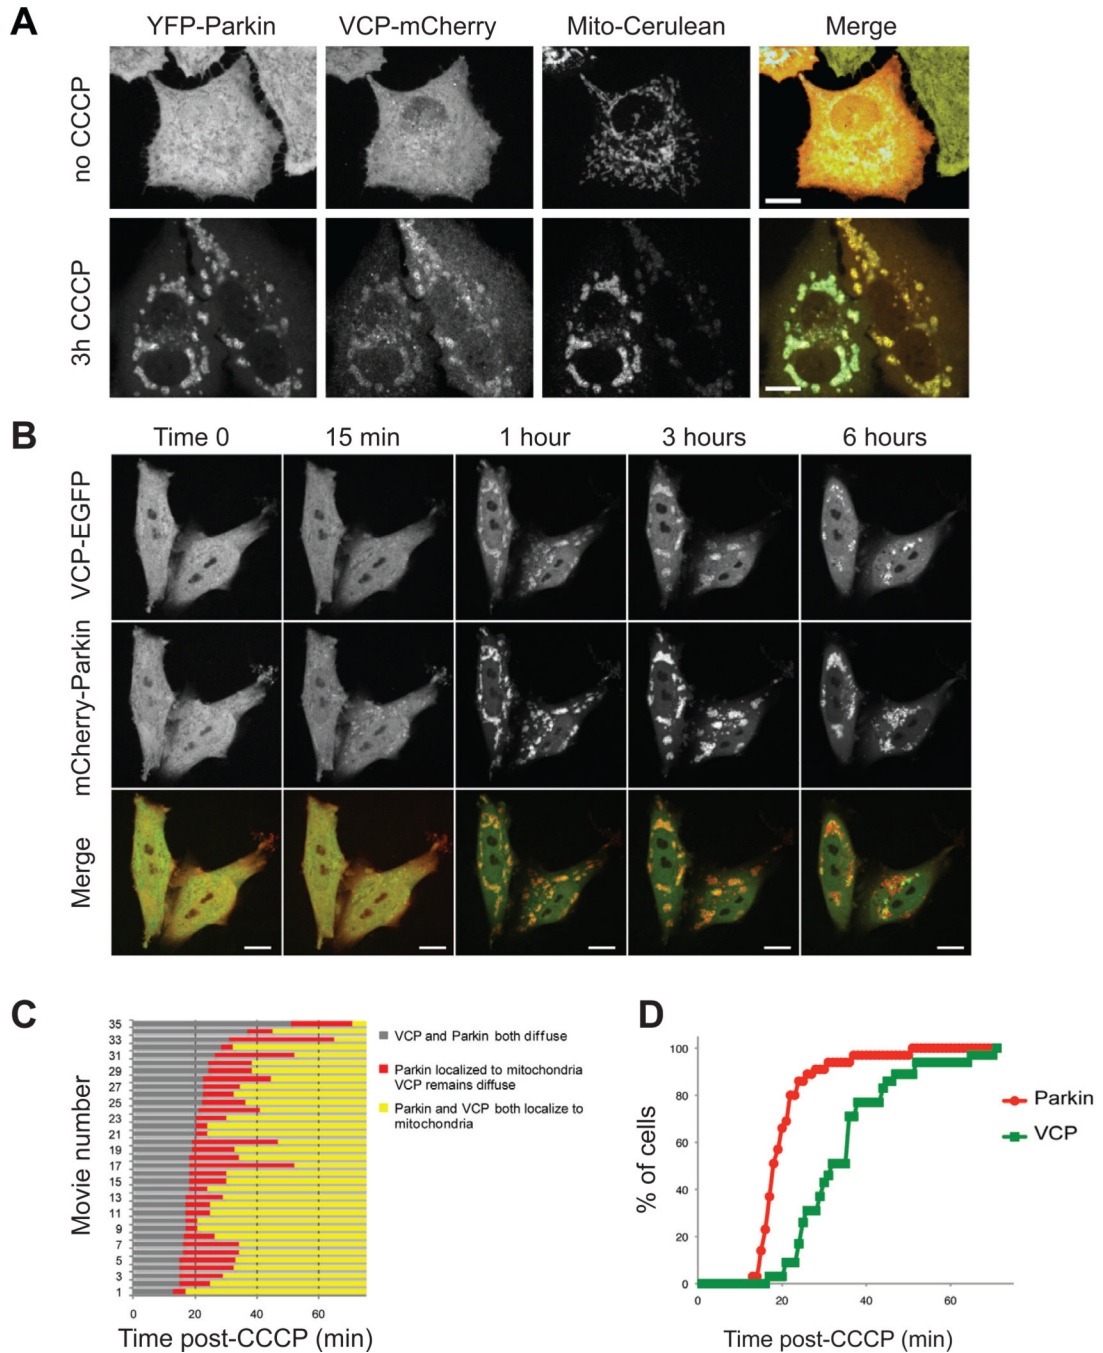 A
YFP-Parkin VCP-mCherry Mito-Cerulean Merge
no CCCP
3h CCCP
B
Time 0 15 min 1 hour 3 hours 6 hours
VCP-EGFP
mCherry-Parkin
Merge
C
Movie number
35
33
31
29
27
25
23
21
19
17
15
13
11
9
7
5
3
1
0 20 40 60
Time post-CCCP (min)
VCP and Parkin both diffuse
Parkin localized to mitochondria
VCP remains diffuse
Parkin and VCP both localize to
mitochondria
D
% of cells
100
80
60
40
20
0
0 20 40 60
Time post-CCCP (min)
Parkin
VCP